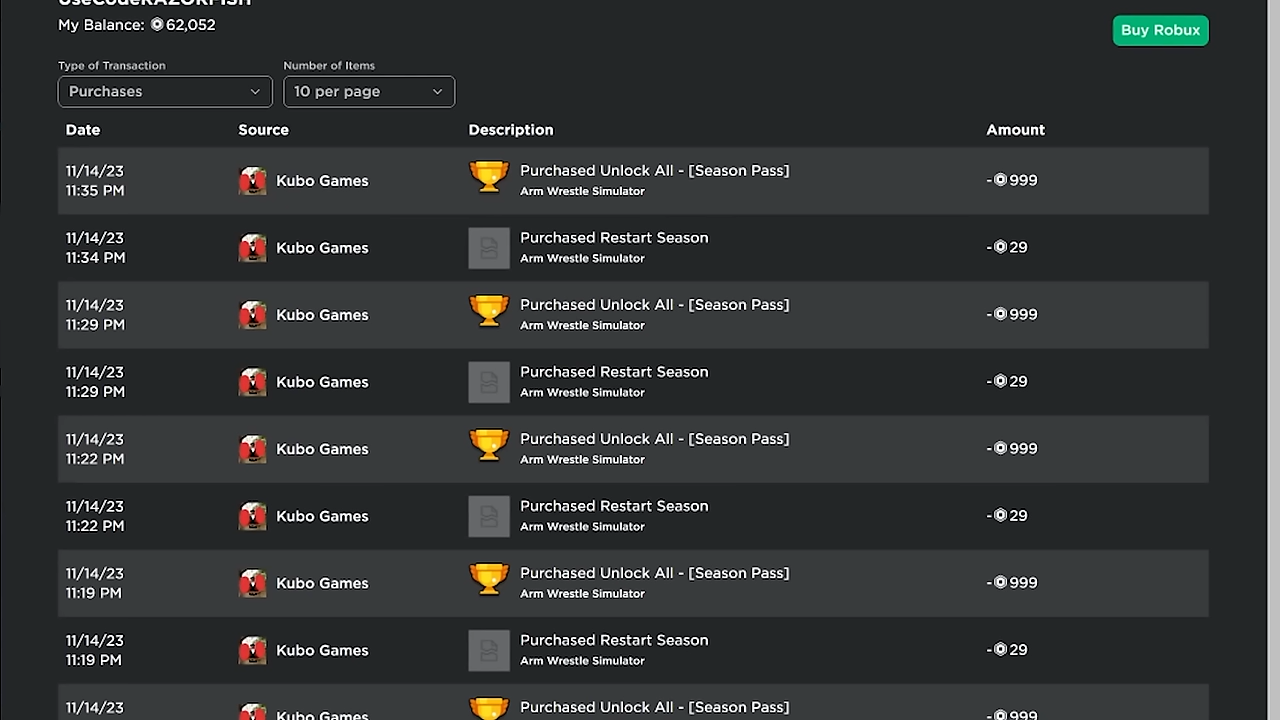 UseCodeRAZORFISH
My Balance: 62,052
Buy Robux
Type of Transaction
Number of Items
Purchases
10 per page
Date Source Description Amount
11/14/23
11:35 PM
Kubo Games
Purchased Unlock All - [Season Pass]
Arm Wrestle Simulator
-999
11/14/23
11:34 PM
Kubo Games
Purchased Restart Season
Arm Wrestle Simulator
-29
11/14/23
11:29 PM
Kubo Games
Purchased Unlock All - [Season Pass]
Arm Wrestle Simulator
-999
11/14/23
11:29 PM
Kubo Games
Purchased Restart Season
Arm Wrestle Simulator
-29
11/14/23
11:22 PM
Kubo Games
Purchased Unlock All - [Season Pass]
Arm Wrestle Simulator
-999
11/14/23
11:22 PM
Kubo Games
Purchased Restart Season
Arm Wrestle Simulator
-29
11/14/23
11:19 PM
Kubo Games
Purchased Unlock All - [Season Pass]
Arm Wrestle Simulator
-999
11/14/23
11:19 PM
Kubo Games
Purchased Restart Season
Arm Wrestle Simulator
-29
11/14/23
Kubo Games
Purchased Unlock All - [Season Pass]
-999